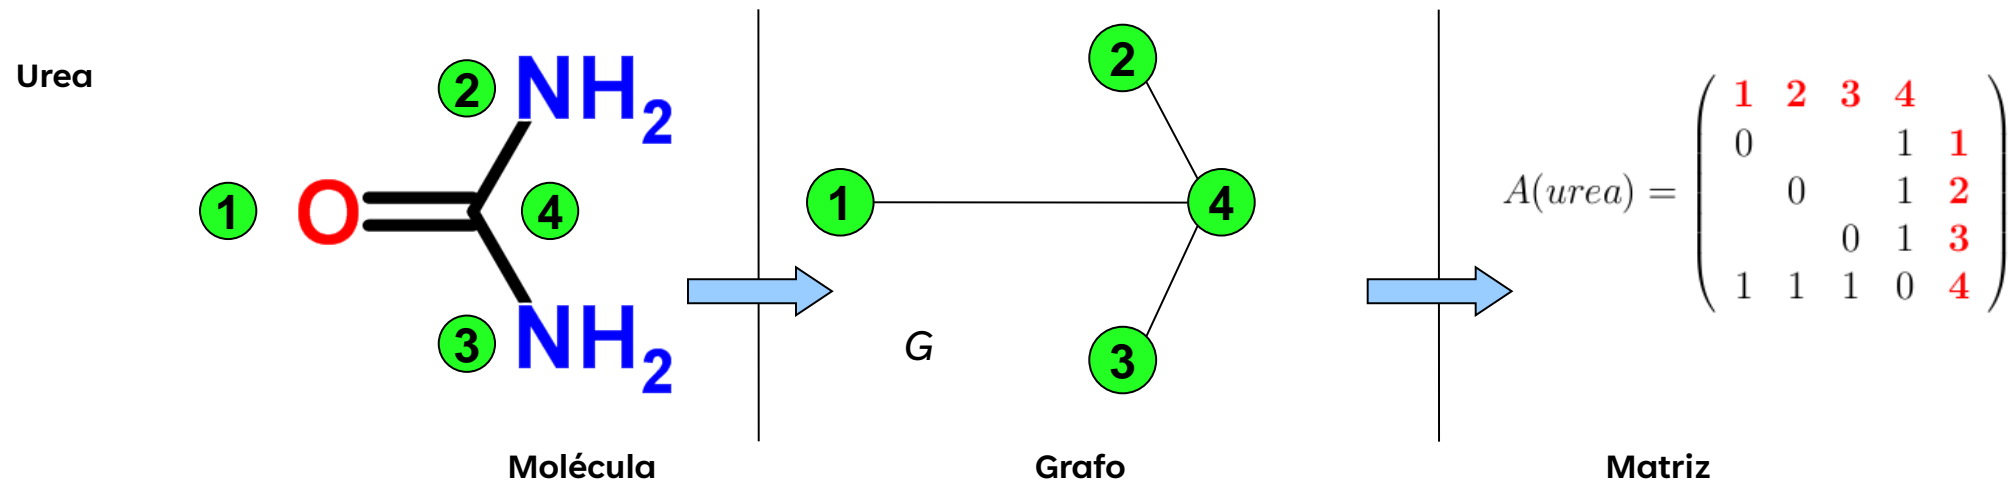 Urea
2 NH2
1 O 4
3 NH2
Molécula
2
1 4
3
G
Grafo
1 2 3 4
0 1 1
A(urea) = 0 1 2
0 1 3
1 1 1 0 4
Matriz